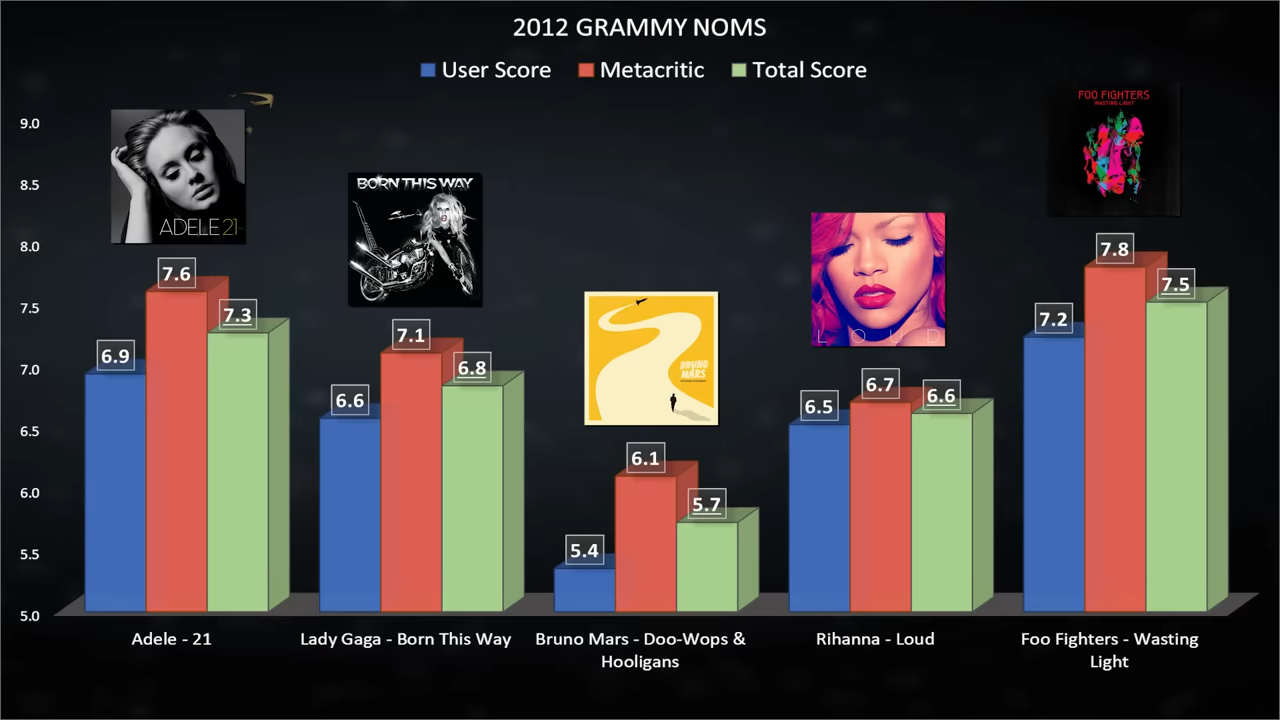 2012 GRAMMY NOMS
User Score Metacritic Total Score
FOO FIGHTERS
WASTING LIGHT
9.0
8.5
8.0
7.5
7.0
6.5
6.0
5.5
5.0
ADELE 21
BORN THIS WAY
BRUNO
MARS
LOUD
6.9
7.6
7.3
6.6
7.1
6.8
5.4
6.1
5.7
6.5
6.7
6.6
7.2
7.8
7.5
Adele - 21
Lady Gaga - Born This Way
Bruno Mars - Doo-Wops &
Hooligans
Rihanna - Loud
Foo Fighters - Wasting
Light